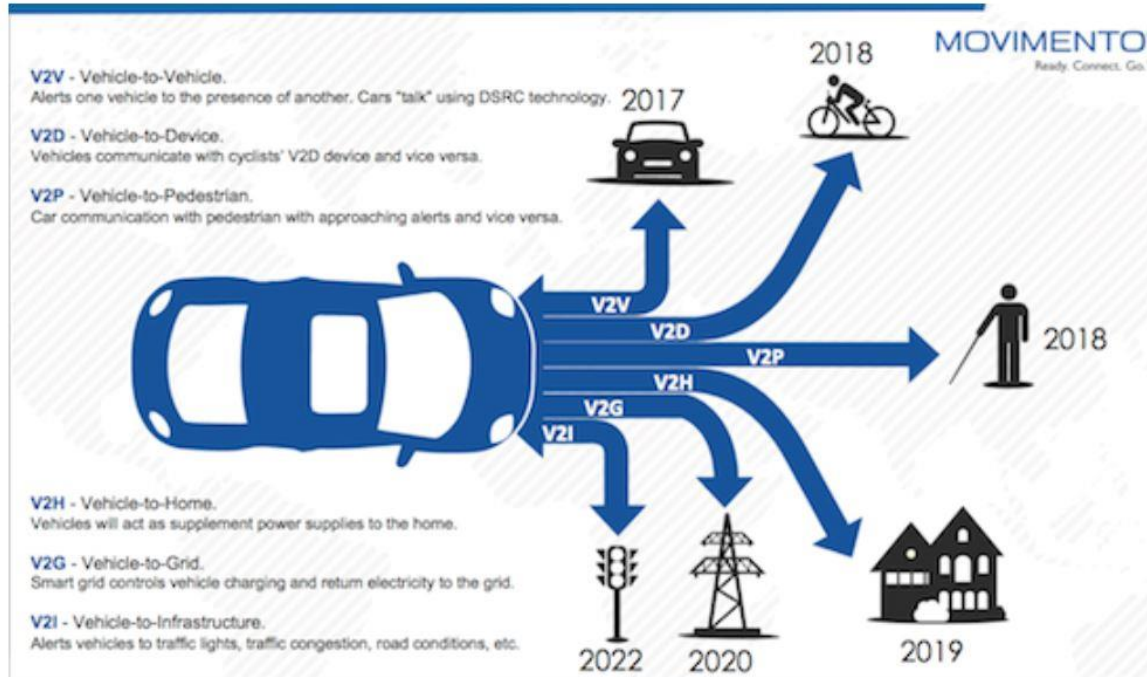 MOVIMENTO
Ready. Connect. Go.
V2V - Vehicle-to-Vehicle.
Alerts one vehicle to the presence of another. Cars "talk" using DSRC technology.
V2D - Vehicle-to-Device.
Vehicles communicate with cyclists' V2D device and vice versa.
V2P - Vehicle-to-Pedestrian.
Car communication with pedestrian with approaching alerts and vice versa.
2017
2018
2018
V2V
V2D
V2P
V2H
V2G
V2I
V2H - Vehicle-to-Home.
Vehicles will act as supplement power supplies to the home.
V2G - Vehicle-to-Grid.
Smart grid controls vehicle charging and return electricity to the grid.
V2I - Vehicle-to-Infrastructure.
Alerts vehicles to traffic lights, traffic congestion, road conditions, etc.
2022
2020
2019